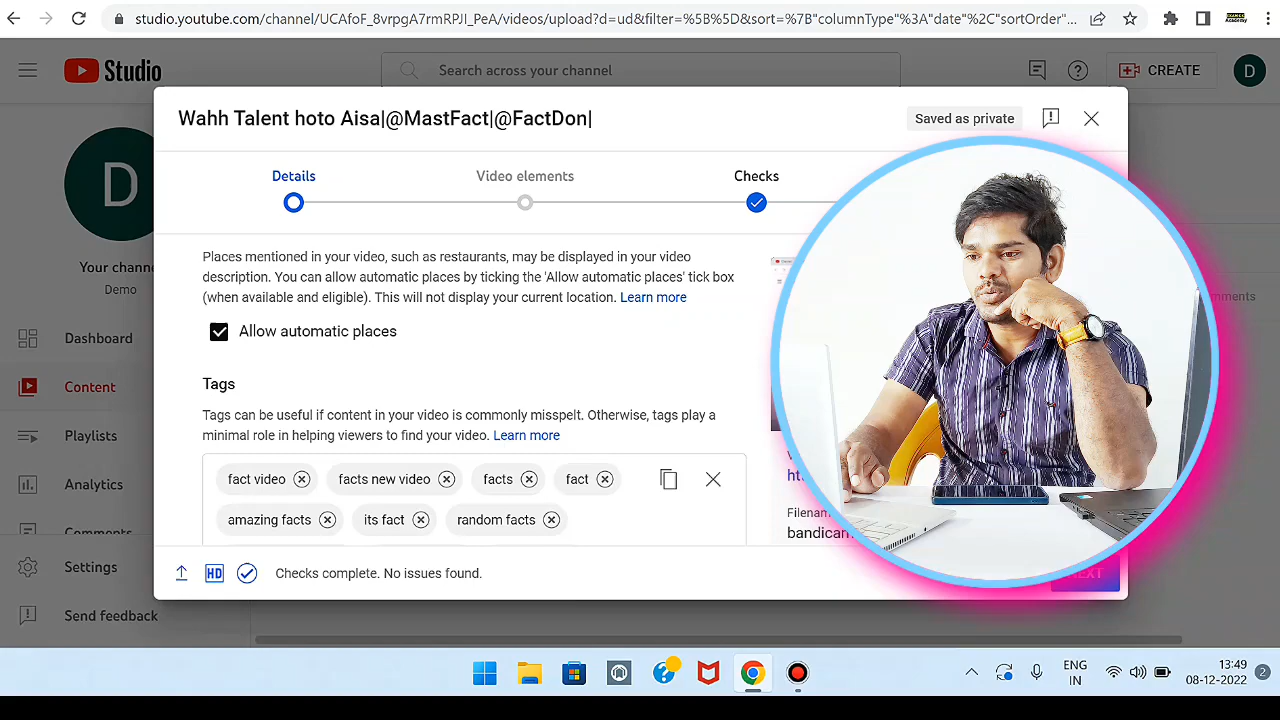 studio.youtube.com/channel/UCAfoF_8vrpgA7rmRPJI_PeA/videos/upload?d=ud&filter=%5B%5D&sort=%7B"columnType"%3A"date"%2C"sortOrder"...
Studio
Search across your channel
CREATE
D
Wahh Talent hoto Aisa|@MastFact|@FactDon|
Saved as private
D
Details
Video elements
Checks
Places mentioned in your video, such as restaurants, may be displayed in your video
description. You can allow automatic places by ticking the 'Allow automatic places' tick box
(when available and eligible). This will not display your current location. Learn more
Your chann
Demo
Allow automatic places
Dashboard
Tags
Content
Tags can be useful if content in your video is commonly misspelt. Otherwise, tags play a
minimal role in helping viewers to find your video. Learn more
Playlists
fact video
facts new video
facts
fact
Analytics
amazing facts
its fact
random facts
Filenam
bandicam
Comments
Settings
HD
Checks complete. No issues found.
NEXT
Send feedback
ENG
IN
13:49
08-12-2022
2